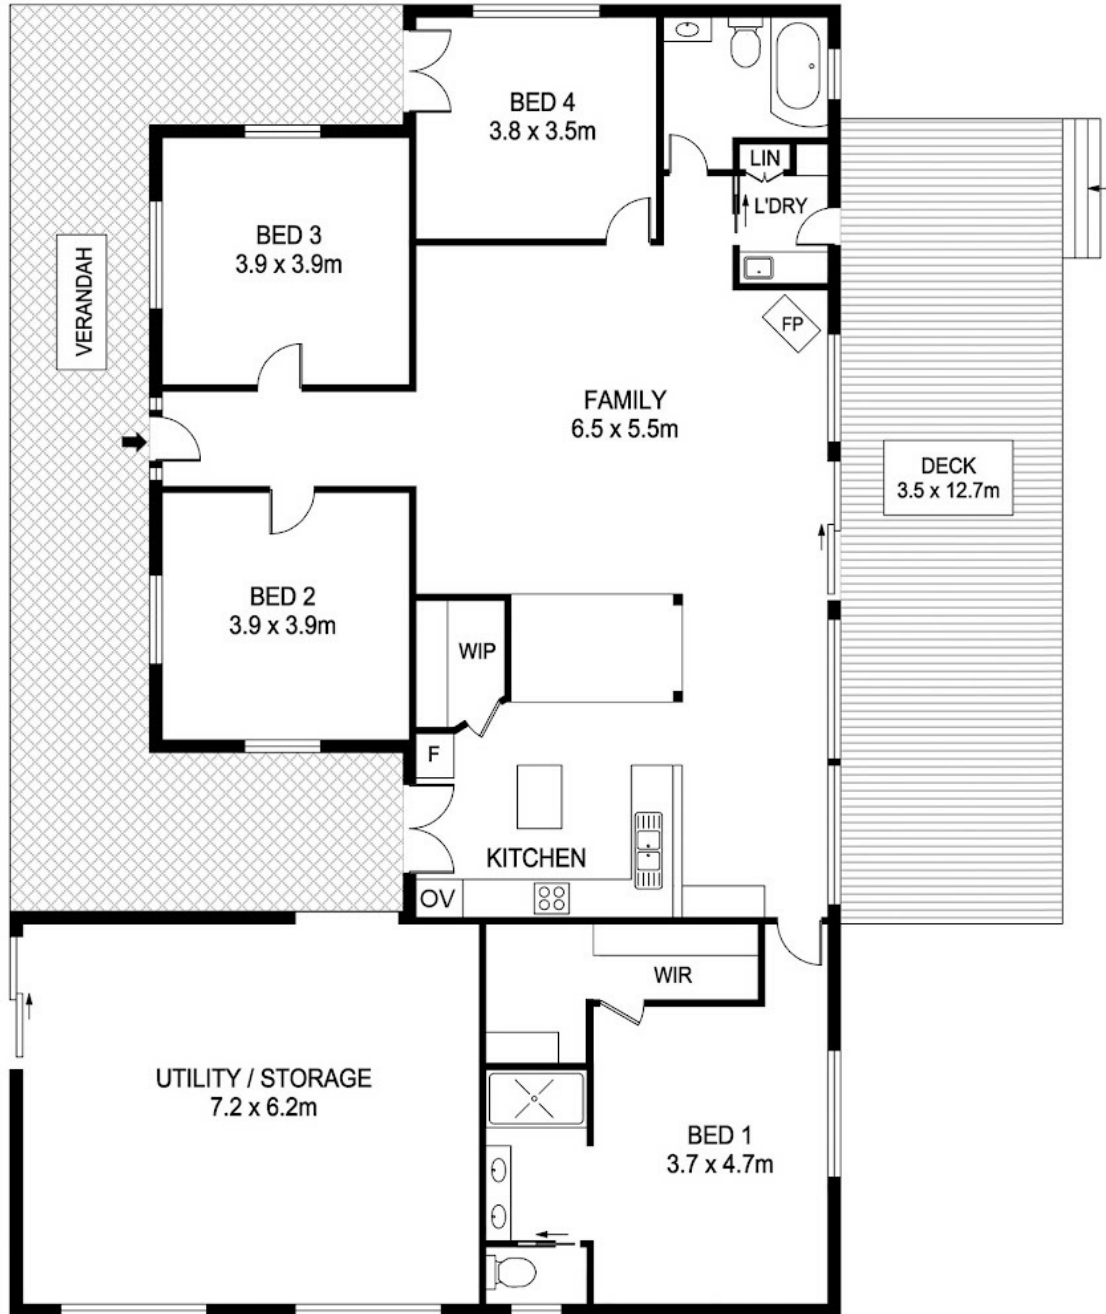 BED 4
3.8 x 3.5m
LIN
L'DRY
BED 3
3.9 x 3.9m
VERANDAH
FP
FAMILY
6.5 x 5.5m
DECK
3.5 x 12.7m
BED 2
3.9 x 3.9m
WIP
F
KITCHEN
OV
WIR
UTILITY / STORAGE
7.2 x 6.2m
BED 1
3.7 x 4.7m